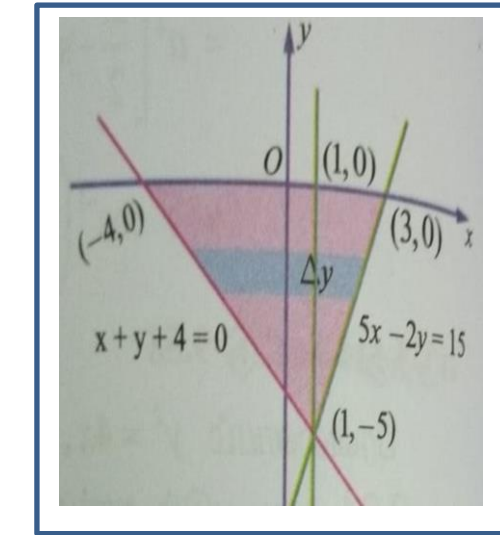 y
O
(1,0)
(-4,0)
(3,0)
x
Δy
x+y+4=0
5x-2y=15
(1,-5)